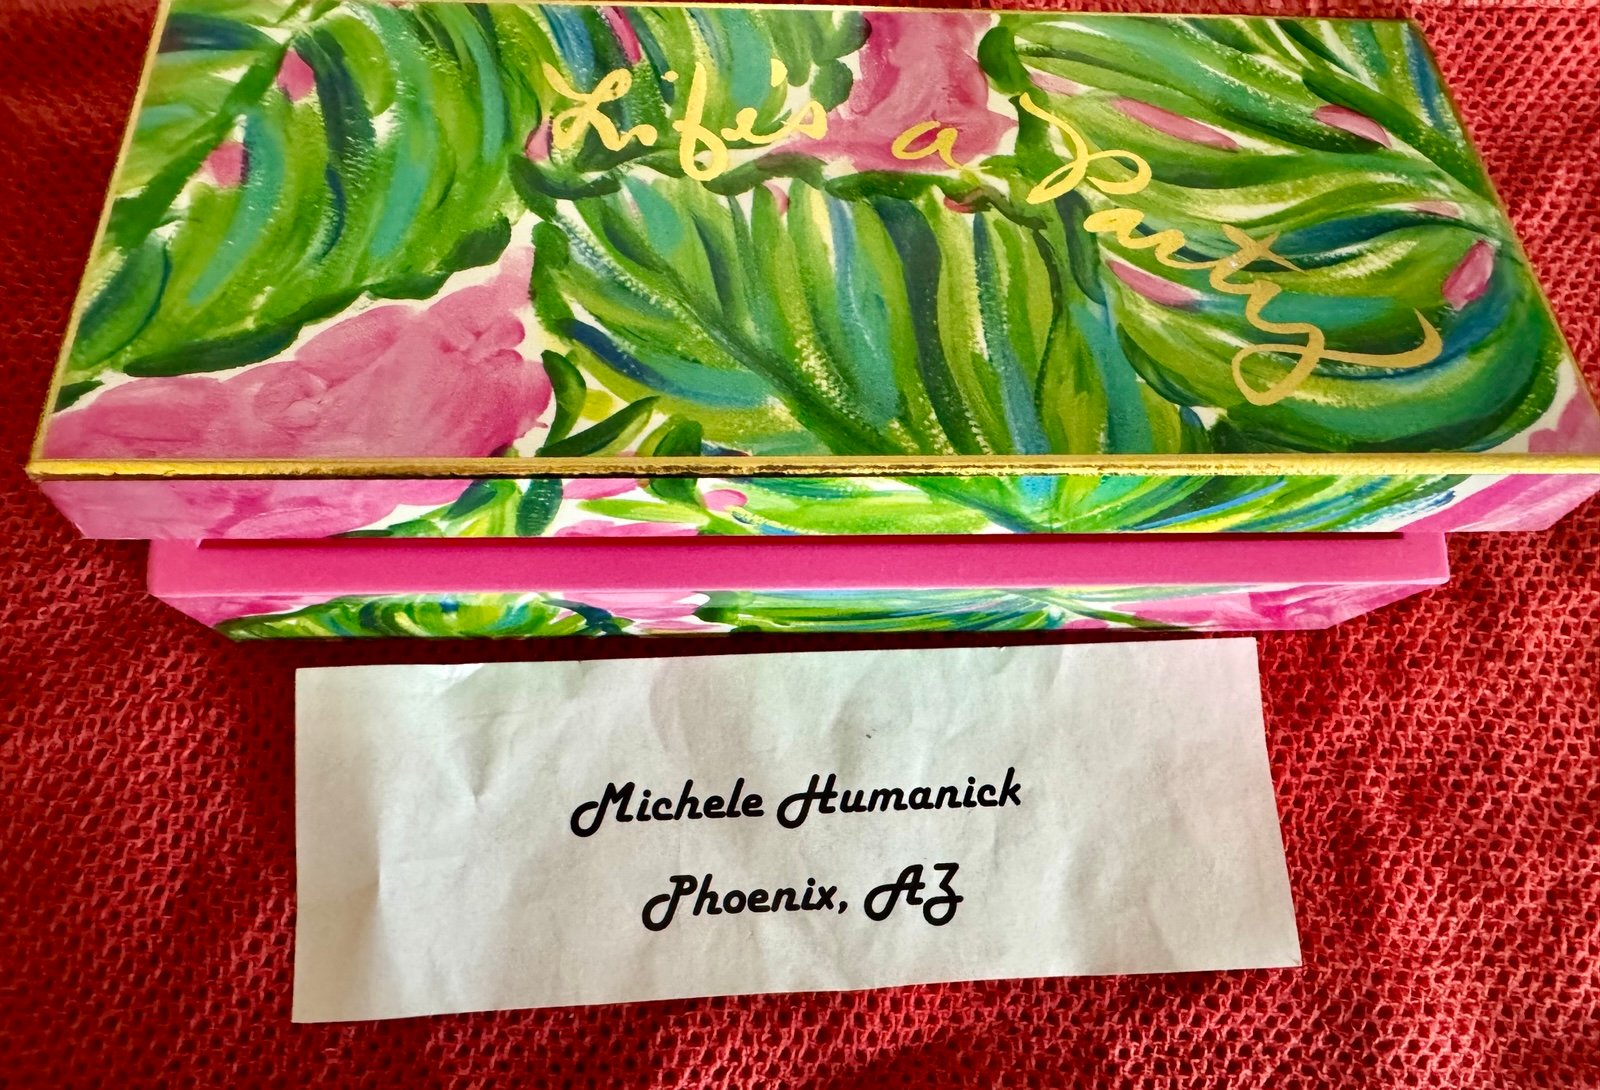 Life's a Party
Michele Humanick
Phoenix, AZ